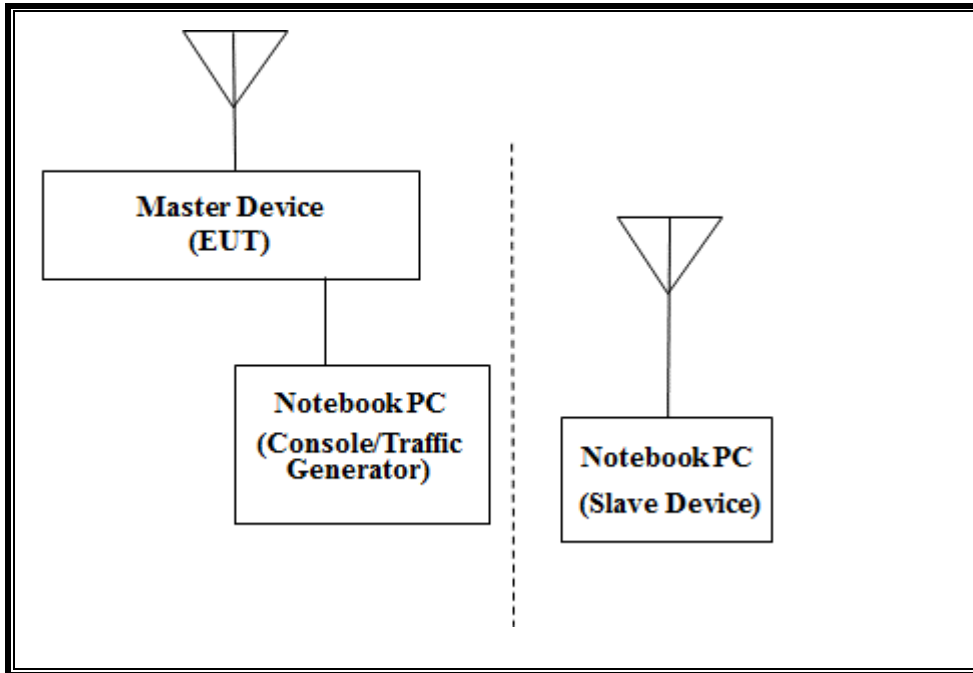 Master Device
(EUT)
Notebook PC
(Console/Traffic
Generator)
Notebook PC
(Slave Device)